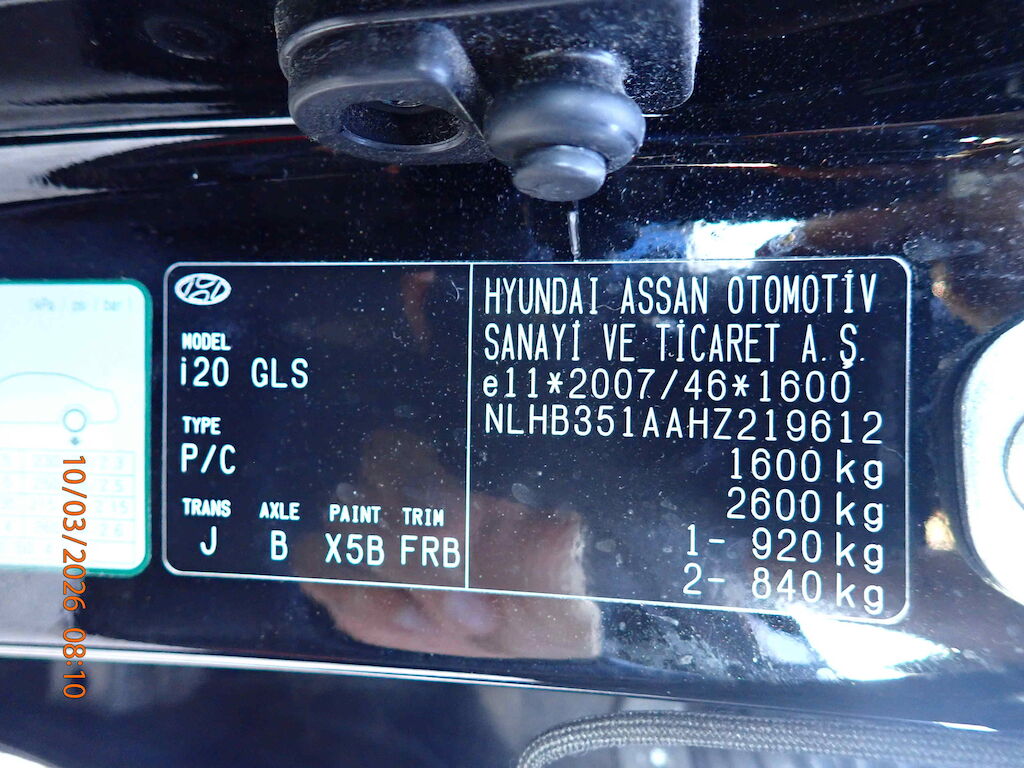 HYUNDAI ASSAN OTOMOTİV
SANAYİ VE TİCARET A.Ş.
e11*2007/46*1600
NLHB351AAHZ219612
1600 kg
2600 kg
1- 920 kg
2- 840 kg
MODEL
i20 GLS
TYPE
P/C
TRANS AXLE PAINT TRIM
J B X5B FRB
10/03/2026 08:10